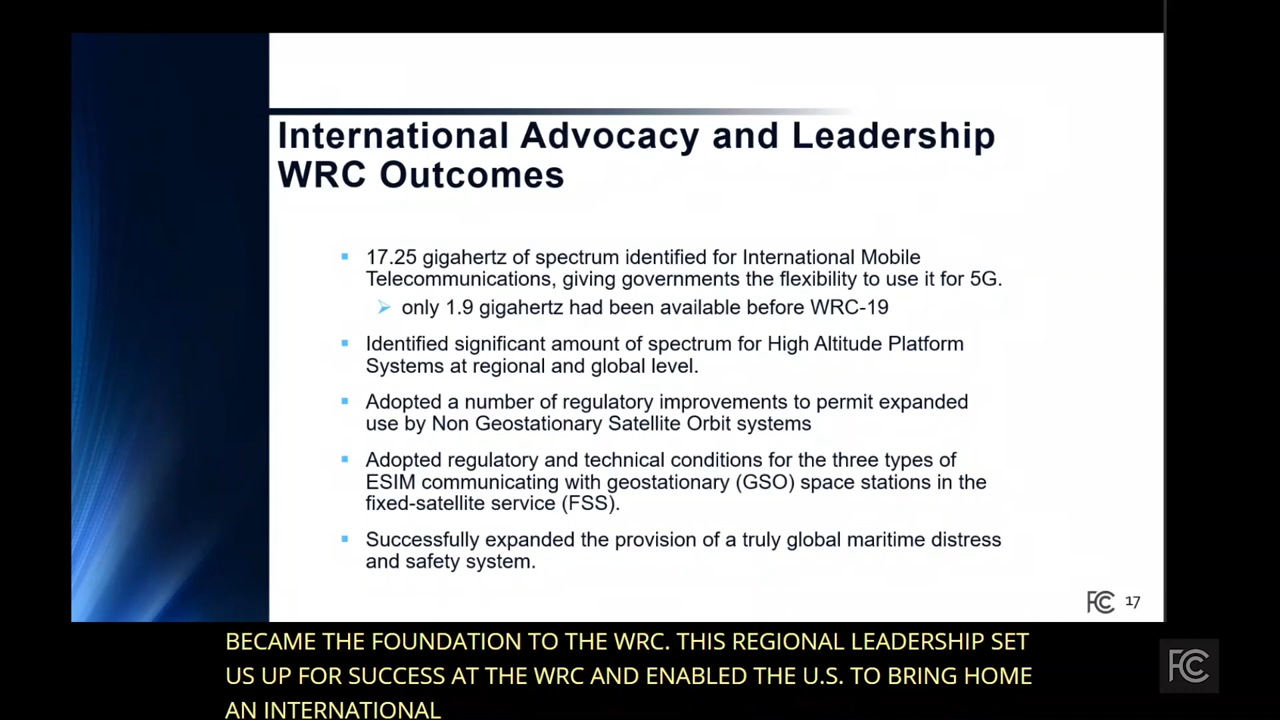 International Advocacy and Leadership
WRC Outcomes
17.25 gigahertz of spectrum identified for International Mobile
Telecommunications, giving governments the flexibility to use it for 5G.
only 1.9 gigahertz had been available before WRC-19
Identified significant amount of spectrum for High Altitude Platform
Systems at regional and global level.
Adopted a number of regulatory improvements to permit expanded
use by Non Geostationary Satellite Orbit systems
Adopted regulatory and technical conditions for the three types of
ESIM communicating with geostationary (GSO) space stations in the
fixed-satellite service (FSS).
Successfully expanded the provision of a truly global maritime distress
and safety system.
FCC 17
BECAME THE FOUNDATION TO THE WRC. THIS REGIONAL LEADERSHIP SET
US UP FOR SUCCESS AT THE WRC AND ENABLED THE U.S. TO BRING HOME
AN INTERNATIONAL
FCC